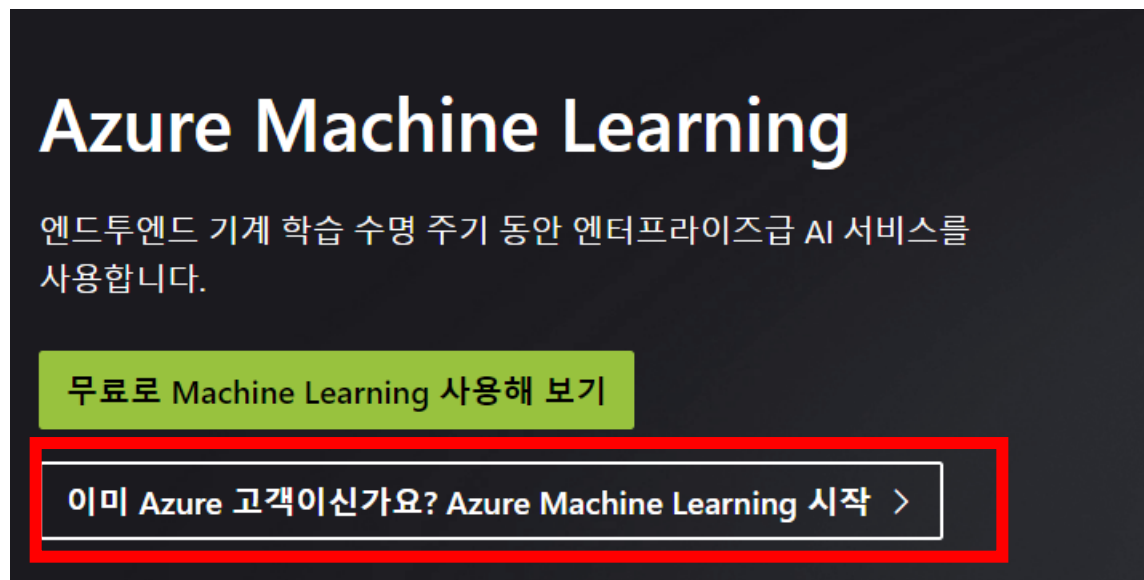 Azure Machine Learning
엔드투엔드 기계 학습 수명 주기 동안 엔터프라이즈급 AI 서비스를
사용합니다.
무료로 Machine Learning 사용해 보기
이미 Azure 고객이신가요? Azure Machine Learning 시작